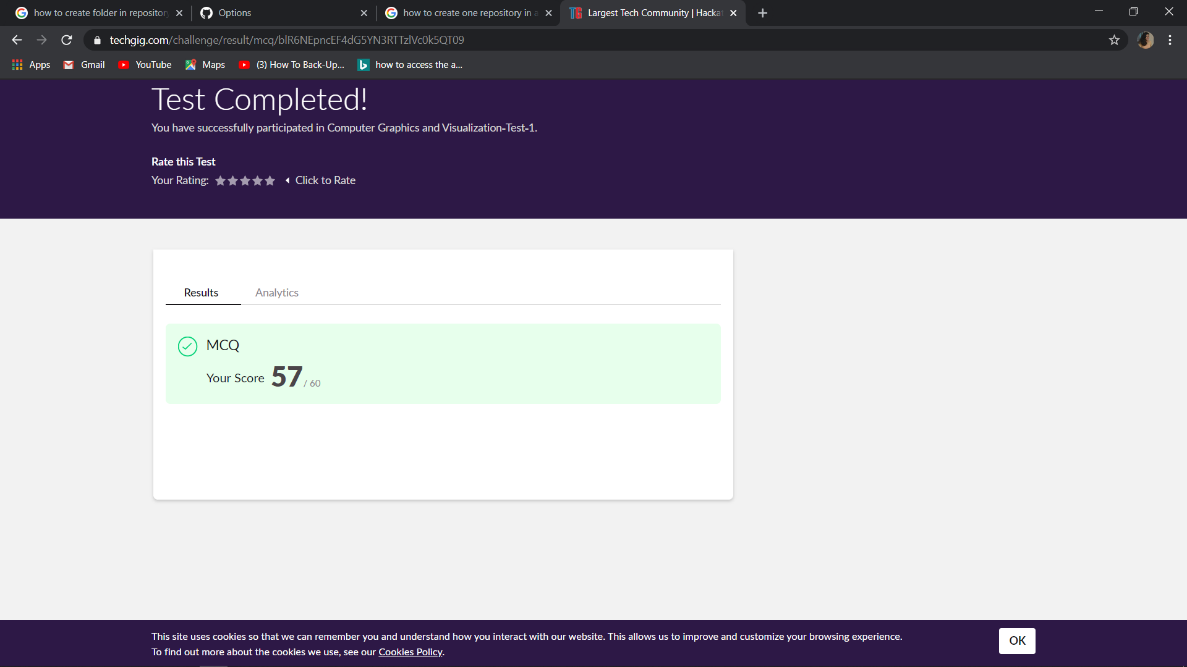 how to create folder in repository
Options
how to create one repository in a
Largest Tech Community | Hacka
techgig.com/challenge/result/mcq/blR6NEpncEF4dG5YN3RTTzlVc0k5QT09
Apps
Gmail
YouTube
Maps
(3) How To Back-Up...
how to access the a...
Test Completed!
You have successfully participated in Computer Graphics and Visualization-Test-1.
Rate this Test
Your Rating:
Click to Rate
Results
Analytics
MCQ
Your Score 57 / 60
This site uses cookies so that we can remember you and understand how you interact with our website. This allows us to improve and customize your browsing experience.
To find out more about the cookies we use, see our Cookies Policy.
OK